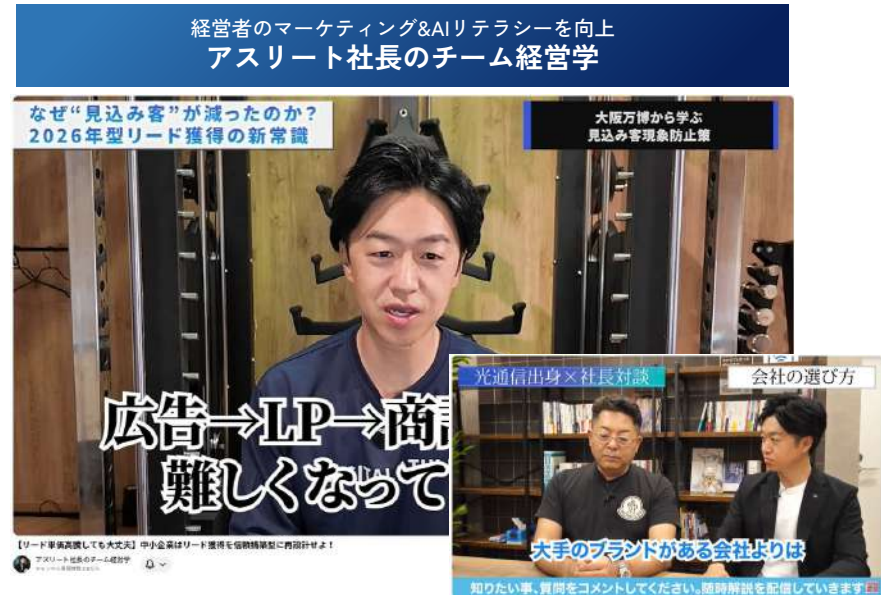 経営者のマーケティング&AIリテラシーを向上
アスリート社長のチーム経営学
なぜ“見込み客”が減ったのか？
2026年型リード獲得の新常識
大阪万博から学ぶ
見込み客現象防止策
広告→LP→商
難しくなって
【リード単価高騰しても大丈夫】中小企業はリード獲得を信頼構築型に再設計せよ！
アスリート社長のチーム経営学
光通信出身×社長対談
会社の選び方
大手のブランドがある会社よりは
知りたい事、質問をコメントしてください。随時解説を配信していきます